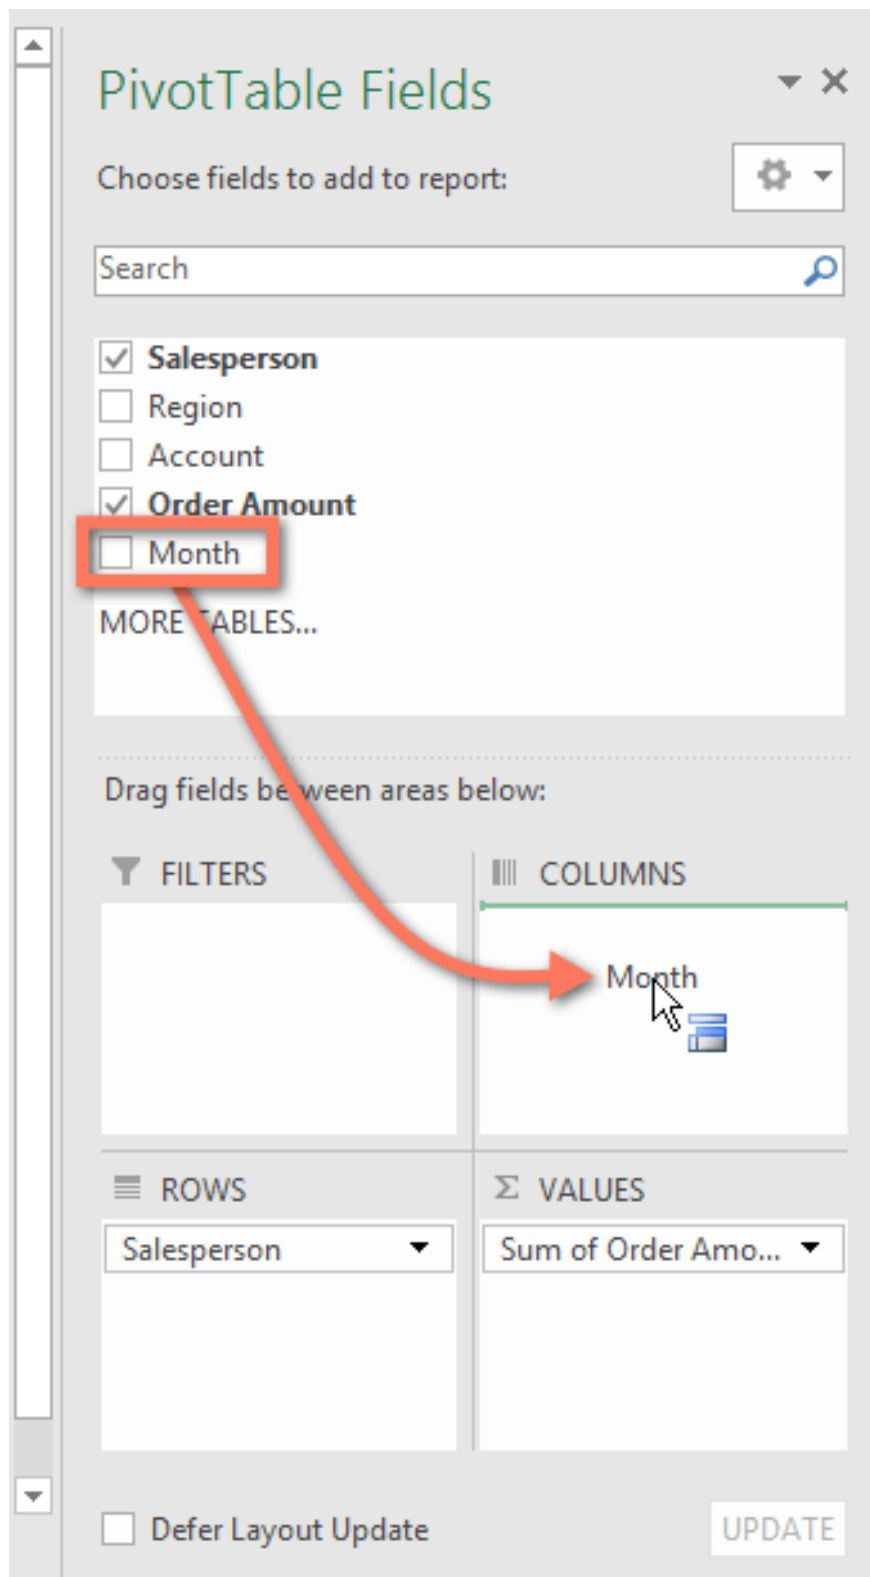 PivotTable Fields
Choose fields to add to report:
Search
Salesperson
Region
Account
Order Amount
Month
MORE TABLES...
Drag fields between areas below:
FILTERS
COLUMNS
Month
ROWS
VALUES
Salesperson
Sum of Order Amo...
Defer Layout Update
UPDATE